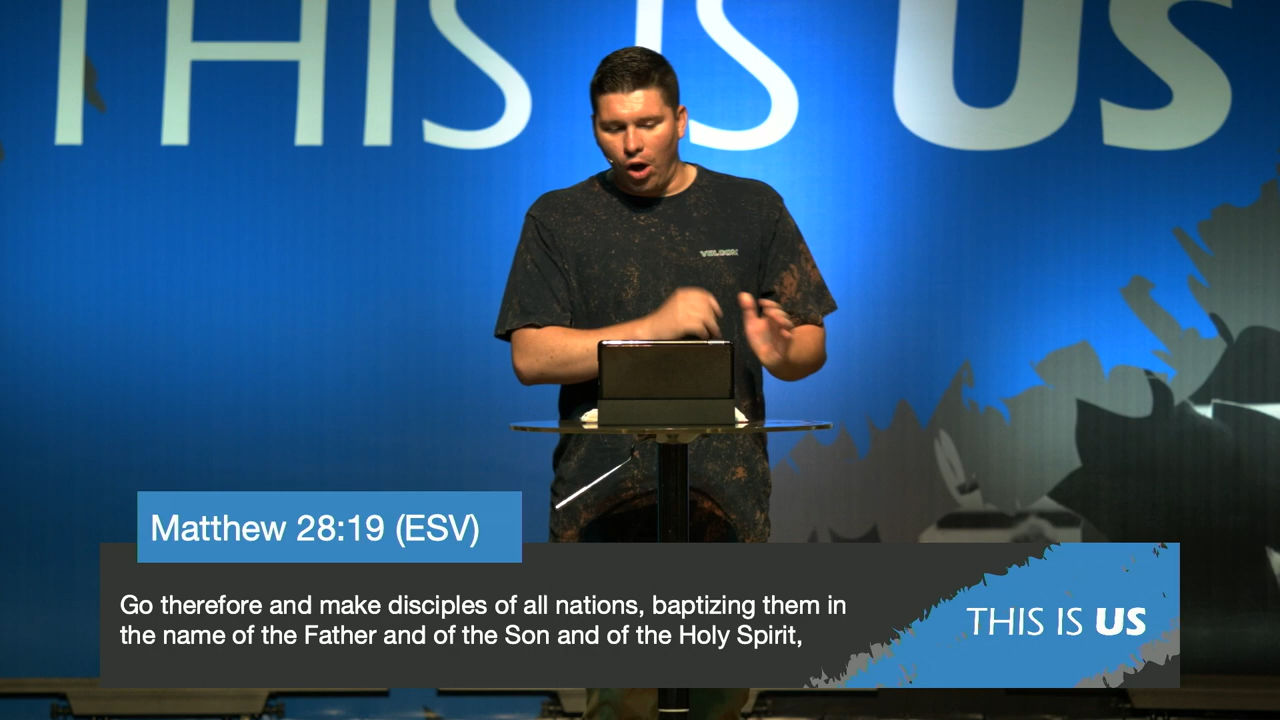 THIS IS US
VOLCOM
Matthew 28:19 (ESV)
Go therefore and make disciples of all nations, baptizing them in
the name of the Father and of the Son and of the Holy Spirit,
THIS IS US